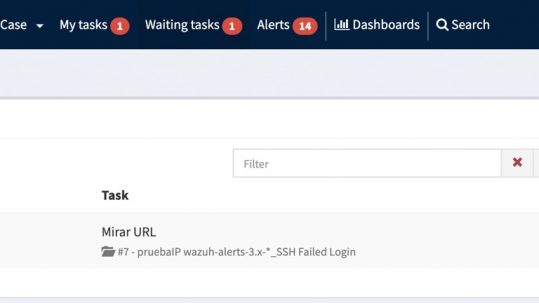 Case My tasks 1 Waiting tasks 1 Alerts 14 Dashboards Search
Filter
Task
Mirar URL
#7 - pruebaIP wazuh-alerts-3.x-*_SSH Failed Login